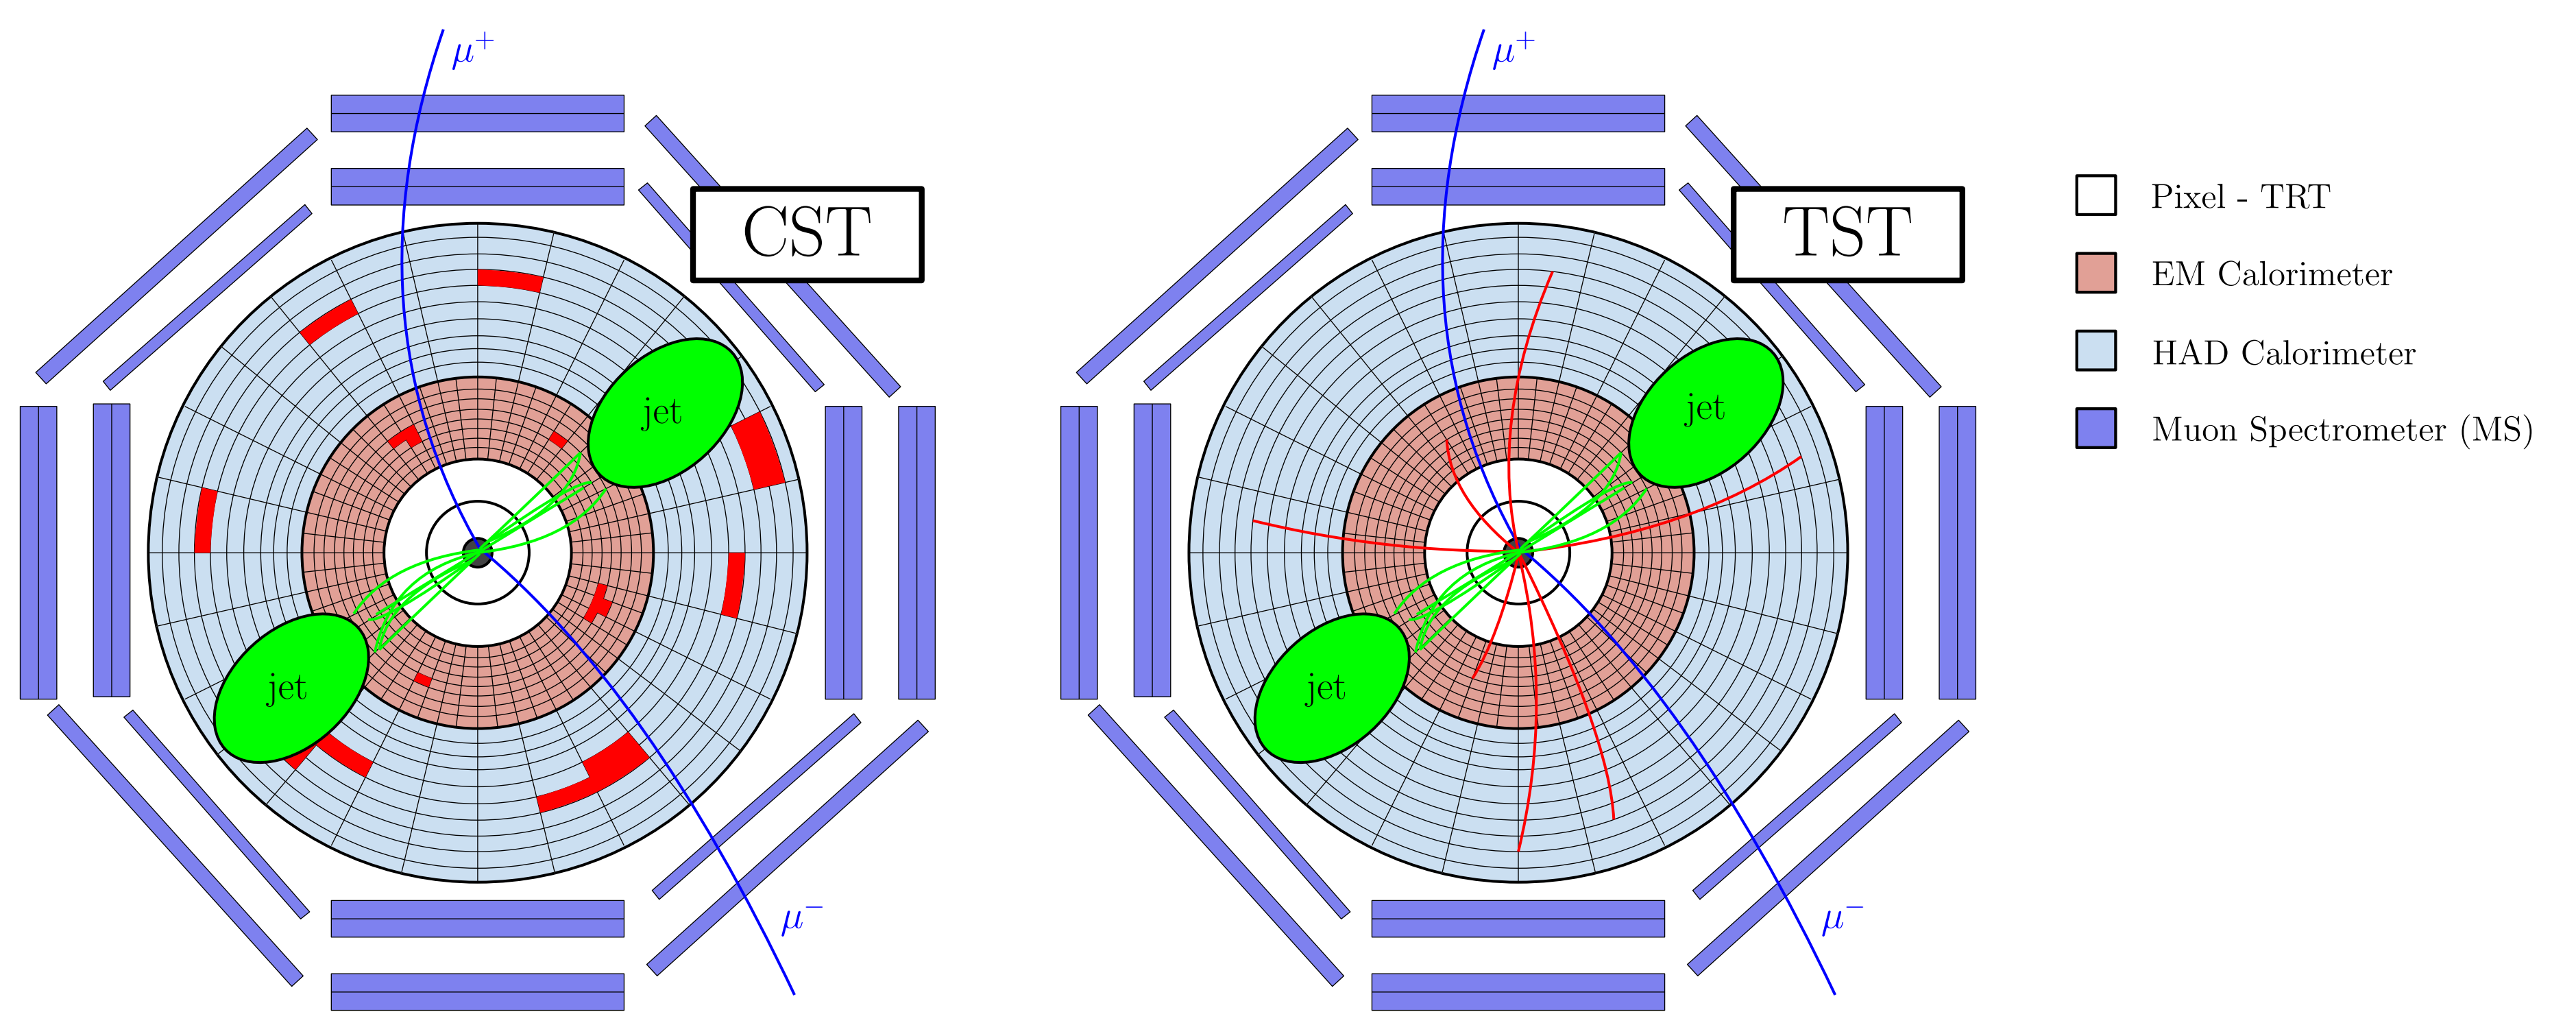 μ⁺
CST
jet
jet
μ⁻
μ⁺
TST
jet
jet
μ⁻
Pixel - TRT
EM Calorimeter
HAD Calorimeter
Muon Spectrometer (MS)